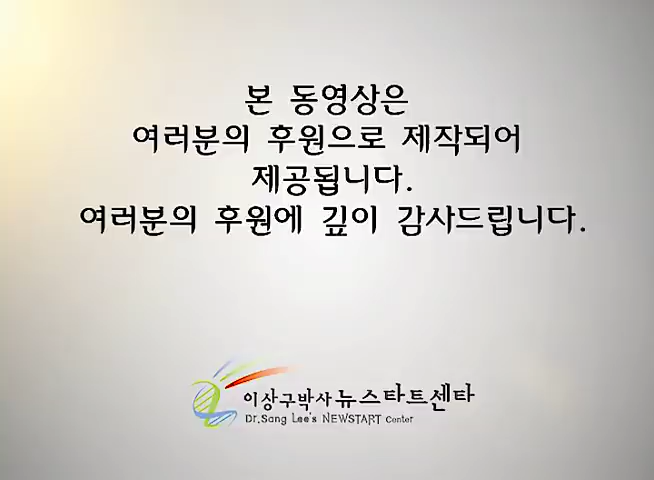 본 동영상은
여러분의 후원으로 제작되어
제공됩니다.
여러분의 후원에 깊이 감사드립니다.
이상구박사 뉴스타트센타
Dr.Sang Lee's NEWSTART Center